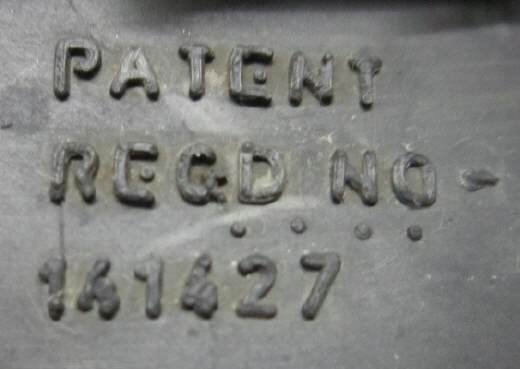 PATENT
REGD NO-
141427